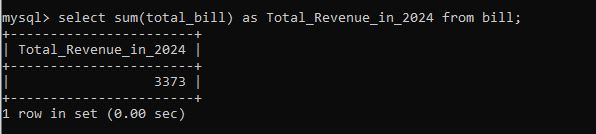 mysql> select sum(total_bill) as Total_Revenue_in_2024 from bill;
+-----------------------+
| Total_Revenue_in_2024 |
+-----------------------+
|                  3373 |
+-----------------------+
1 row in set (0.00 sec)